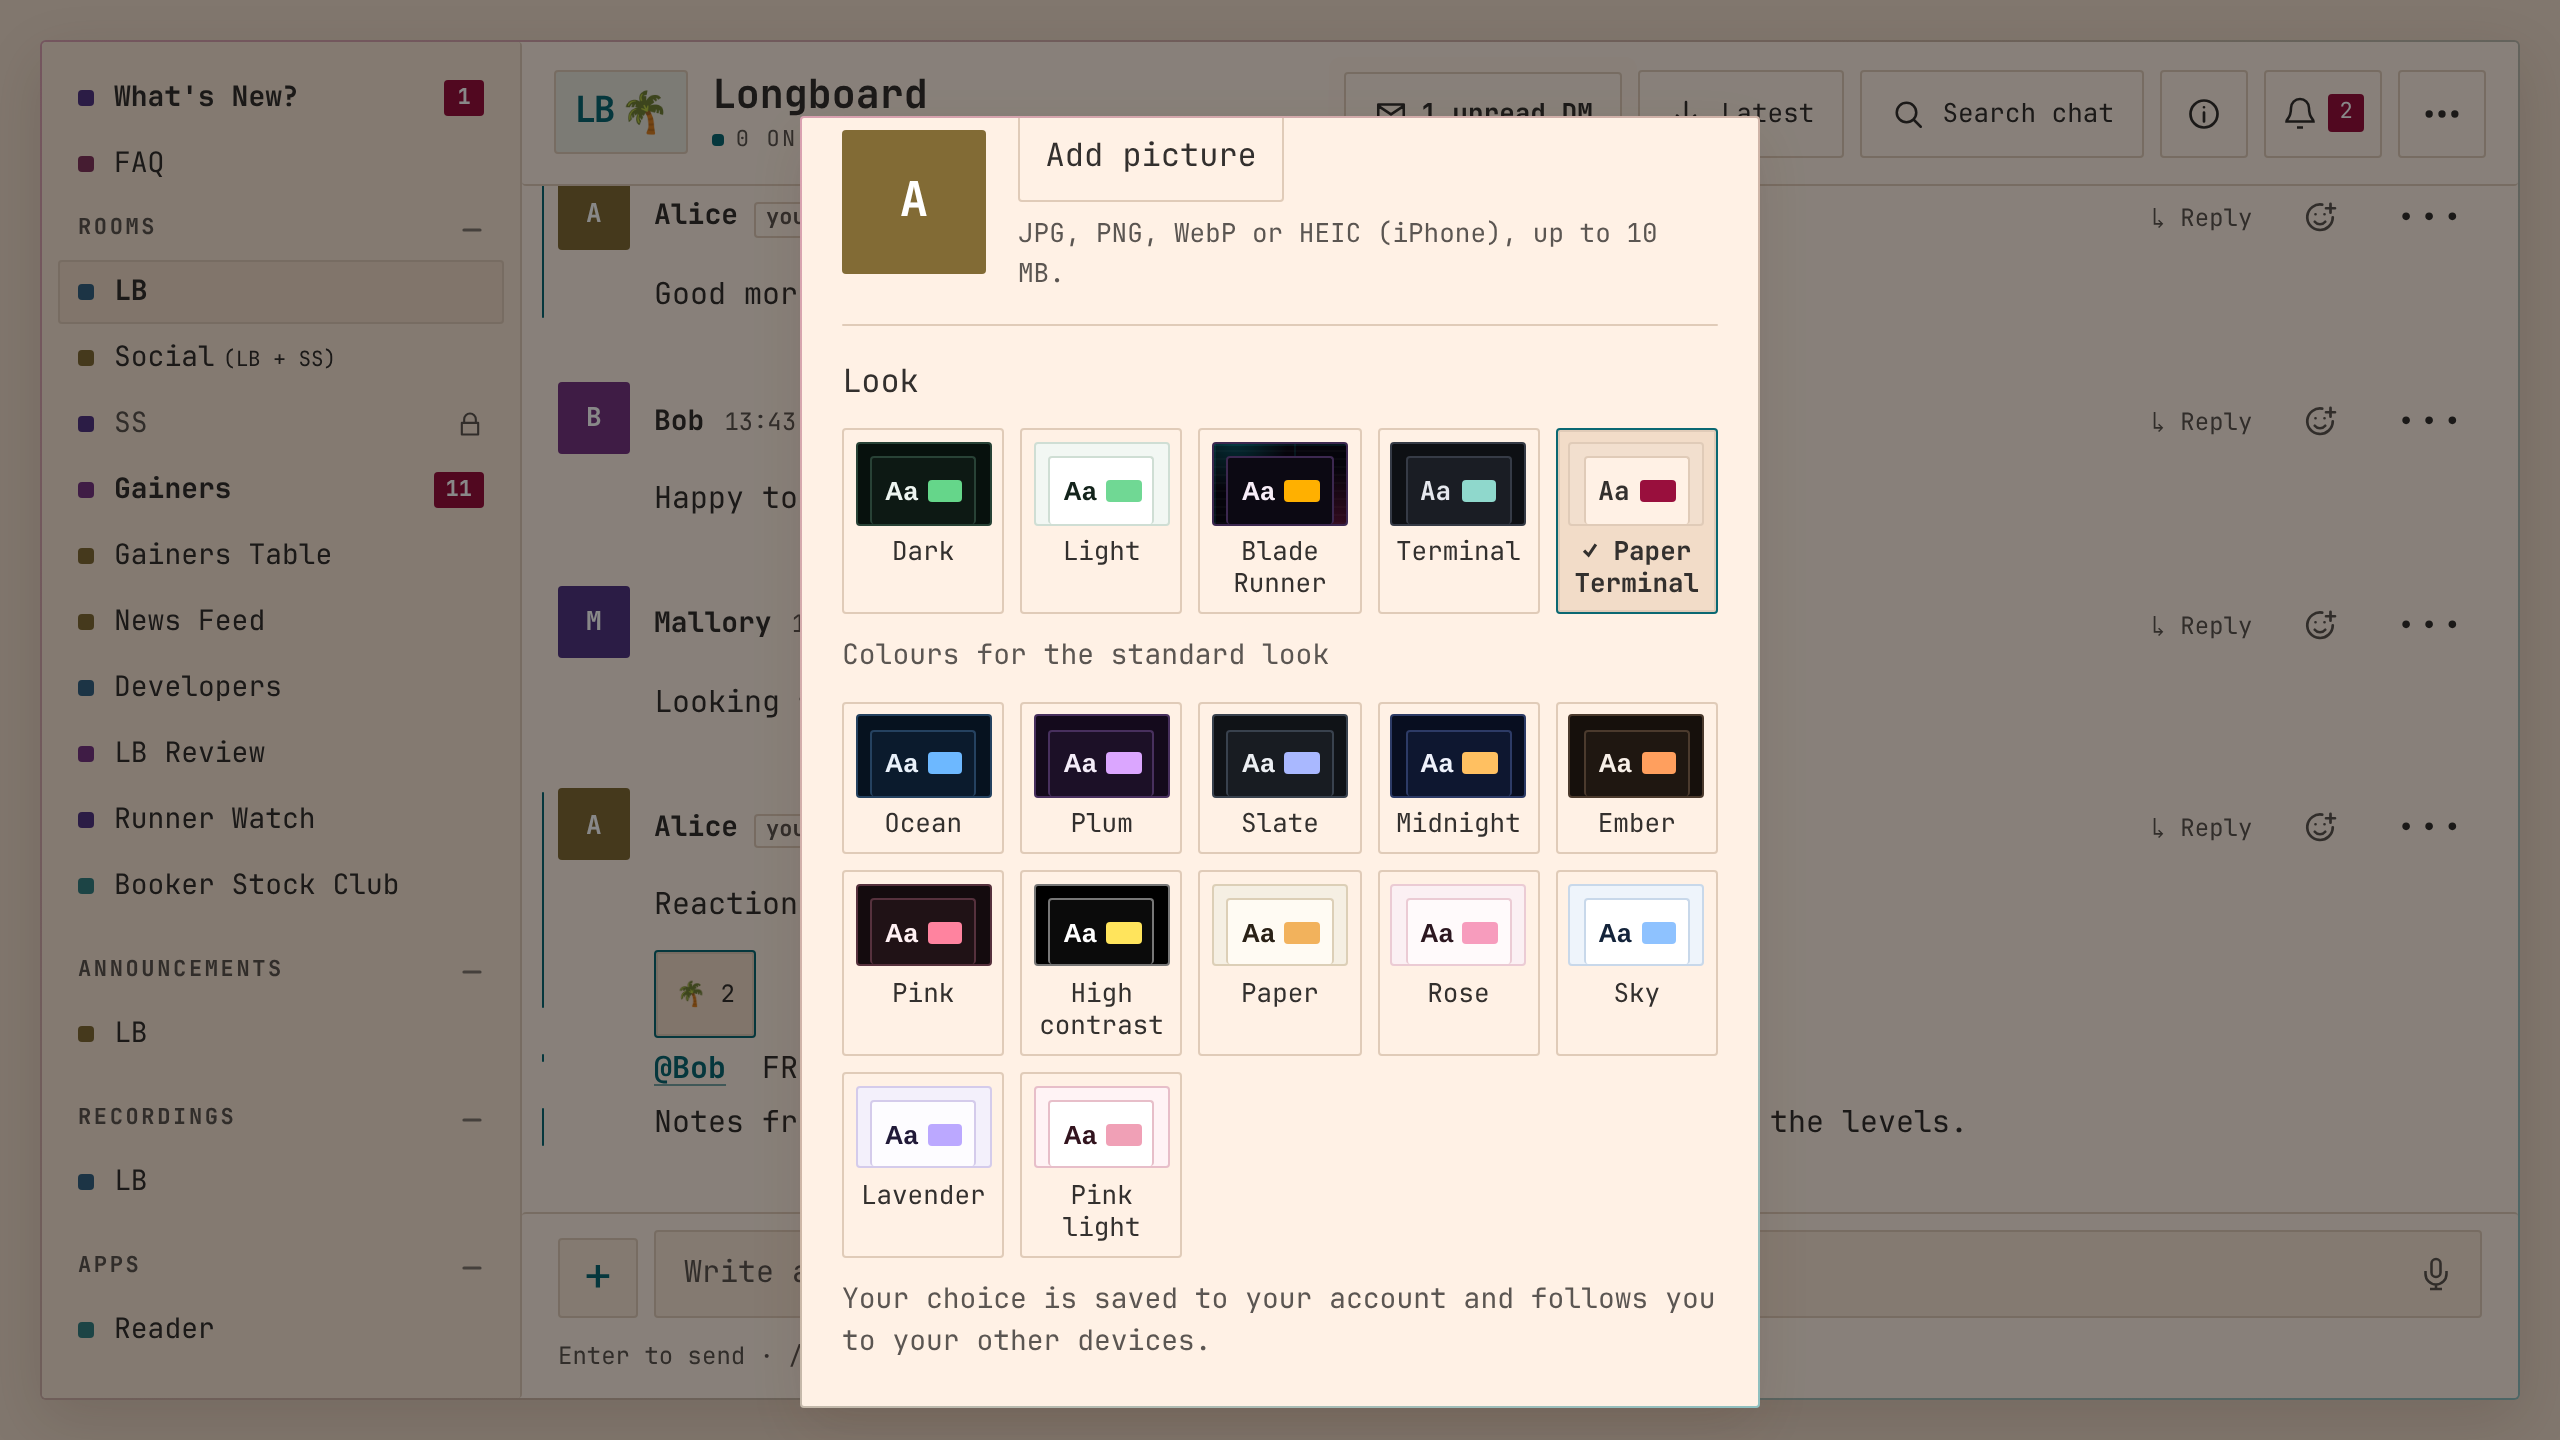 What's New? 1
FAQ
ROOMS
LB
Social (LB + SS)
SS
Gainers 11
Gainers Table
News Feed
Developers
LB Review
Runner Watch
Booker Stock Club
ANNOUNCEMENTS
LB
RECORDINGS
LB
APPS
Reader
LB🌴
Longboard
0 ON
1 unread DM
Latest
Search chat
2
A
Alice you
↳ Reply
Good mor
B
Bob 13:43
↳ Reply
Happy to
M
Mallory 1
↳ Reply
Looking
A
Alice you
↳ Reply
Reaction
🌴 2
@Bob FR
Notes fr
the levels.
+
Write a
Enter to send · /
A
Add picture
JPG, PNG, WebP or HEIC (iPhone), up to 10
MB.
Look
Aa Aa Aa Aa Aa
Dark Light Blade Runner Terminal ✓ Paper Terminal
Colours for the standard look
Aa Aa Aa Aa Aa
Ocean Plum Slate Midnight Ember
Aa Aa Aa Aa Aa
Pink High contrast Paper Rose Sky
Aa Aa
Lavender Pink light
Your choice is saved to your account and follows you
to your other devices.